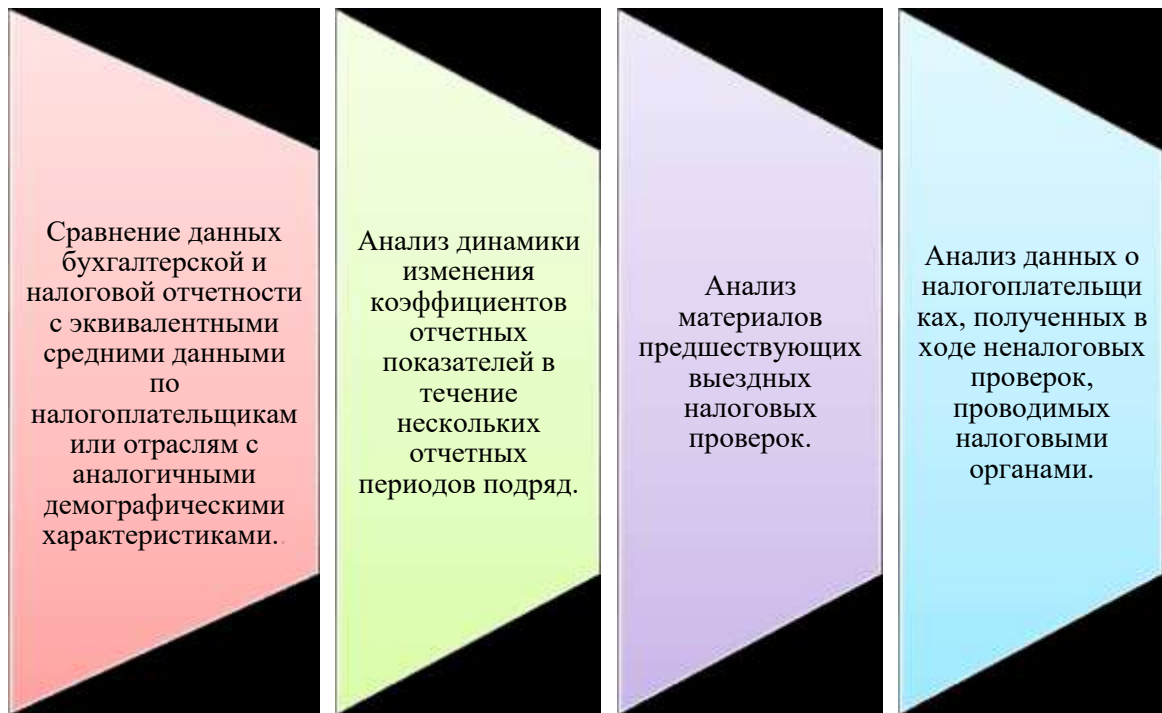 Сравнение данных
бухгалтерской и
налоговой отчетности
с эквивалентными
средними данными
по
налогоплательщикам
или отраслям с
аналогичными
демографическими
характеристиками.
Анализ динамики
изменения
коэффициентов
отчетных
показателей в
течение
нескольких
отчетных
периодов подряд.
Анализ
материалов
предшествующих
выездных
налоговых
проверок.
Анализ данных о
налогоплательщи
ках, полученных в
ходе неналоговых
проверок,
проводимых
налоговыми
органами.